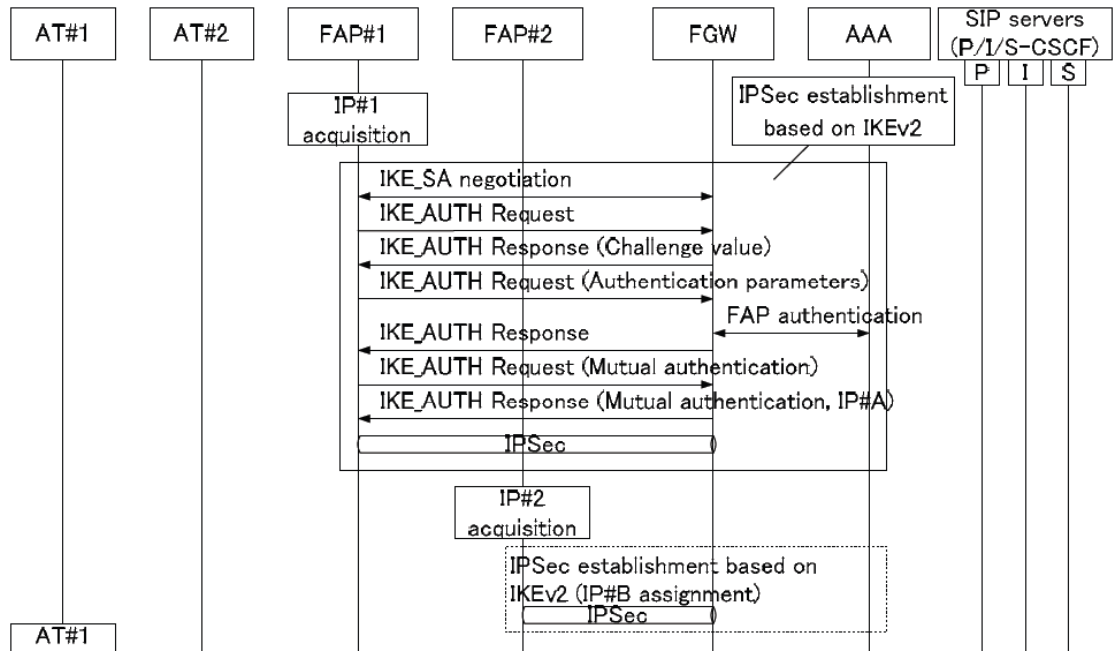 AT#1
AT#2
FAP#1
FAP#2
FGW
AAA
SIP servers
(P/I/S-CSCF)
P
I
S
IP#1
acquisition
IPSec establishment
based on IKEv2
IKE_SA negotiation
IKE_AUTH Request
IKE_AUTH Response (Challenge value)
IKE_AUTH Request (Authentication parameters)
FAP authentication
IKE_AUTH Response
IKE_AUTH Request (Mutual authentication)
IKE_AUTH Response (Mutual authentication, IP#A)
IPSec
IP#2
acquisition
IPSec establishment based on
IKEv2 (IP#B assignment)
IPSec
AT#1